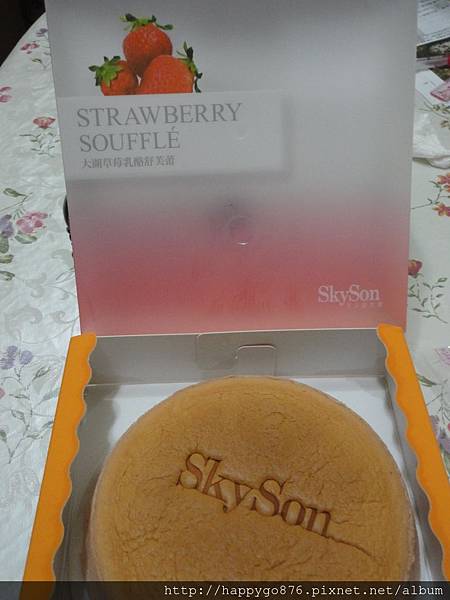 STRAWBERRY
SOUFFLÉ
大湖草莓乳酪舒芙蕾
SkySon
SkySon
http://happygo876.pixnet.net/album